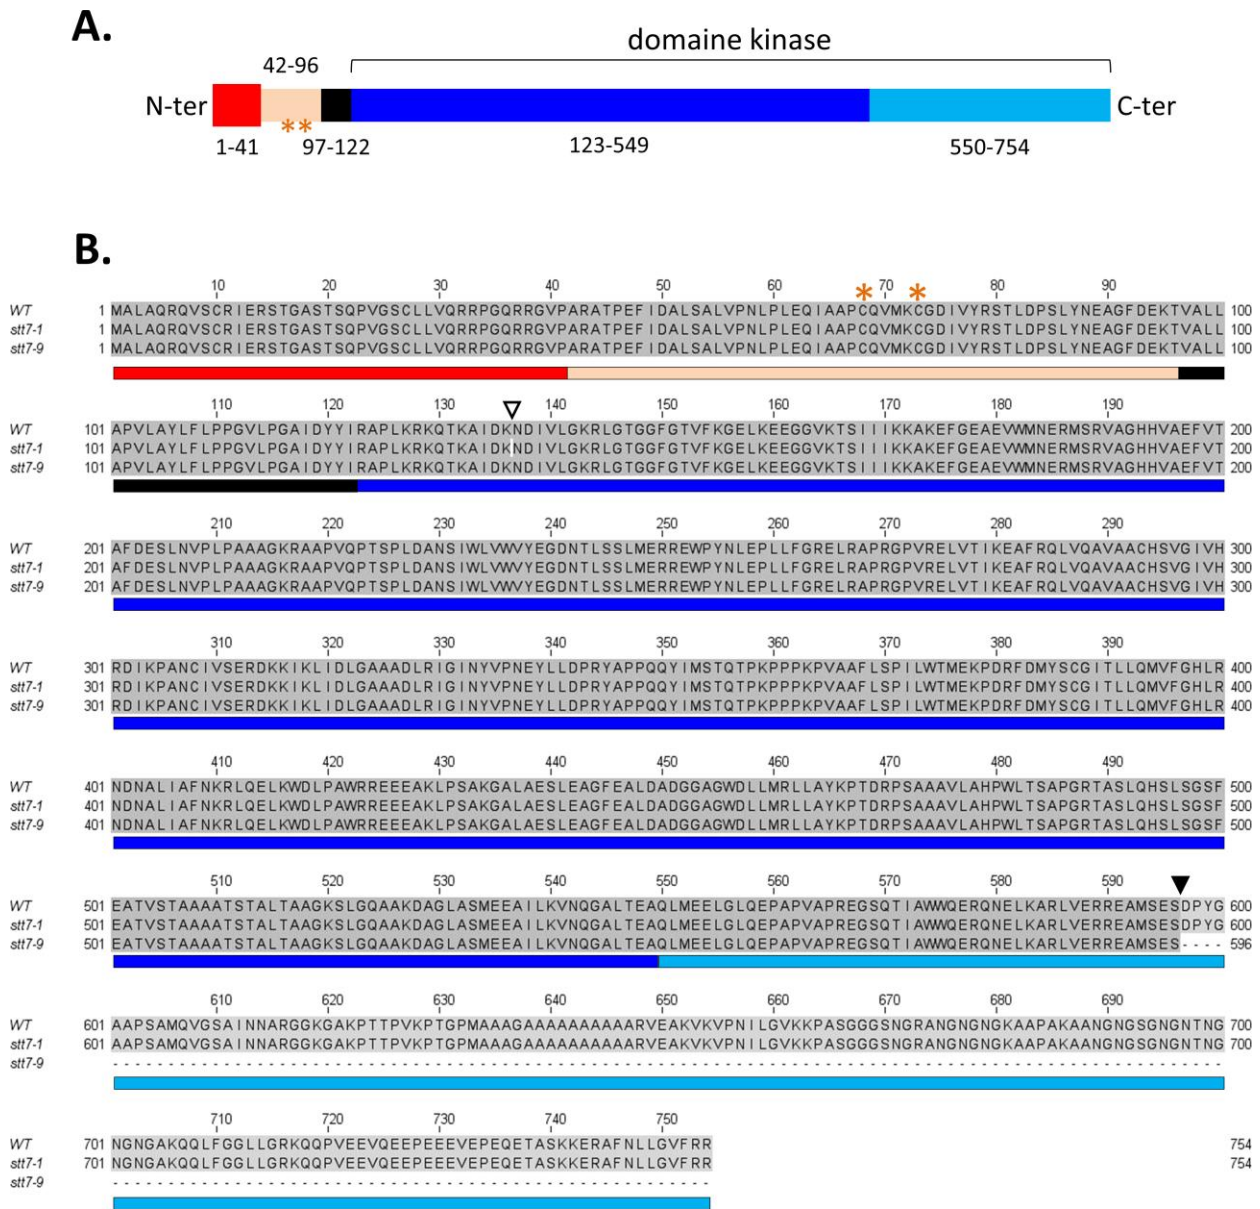 A.
domaine kinase
42-96
N-ter
C-ter
**
1-41
97-122
123-549
550-754
B.
10 20 30 40 50 60 70 80 90
* *
WT 1 MALAQRQVSCRIERSTGASTSQPVGSCLLVQRRPGQRRGVPARATPEFIDALSALVPNLPLEQIAAPCQVMKCGDIVYRSTLDPSLYNEAGFDEKTVALL 100
stt7-1 1 MALAQRQVSCRIERSTGASTSQPVGSCLLVQRRPGQRRGVPARATPEFIDALSALVPNLPLEQIAAPCQVMKCGDIVYRSTLDPSLYNEAGFDEKTVALL 100
stt7-9 1 MALAQRQVSCRIERSTGASTSQPVGSCLLVQRRPGQRRGVPARATPEFIDALSALVPNLPLEQIAAPCQVMKCGDIVYRSTLDPSLYNEAGFDEKTVALL 100
110 120 130 140 150 160 170 180 190
WT 101 APVLAYLFLPPGVLPGAIDYYIRAPLKRKQTKAIDKNDIVLGKRLGTGGFGTVFKGELKEEGGVKTSIIIKKAKEFGEAEVWMNERMSRVAGHHVAEFVT 200
stt7-1 101 APVLAYLFLPPGVLPGAIDYYIRAPLKRKQTKAIDKNDIVLGKRLGTGGFGTVFKGELKEEGGVKTSIIIKKAKEFGEAEVWMNERMSRVAGHHVAEFVT 200
stt7-9 101 APVLAYLFLPPGVLPGAIDYYIRAPLKRKQTKAIDKNDIVLGKRLGTGGFGTVFKGELKEEGGVKTSIIIKKAKEFGEAEVWMNERMSRVAGHHVAEFVT 200
210 220 230 240 250 260 270 280 290
WT 201 AFDESLNVPLPAAAGKRAAPVQPTSPLDANSIWLVWVYEGDNTLSSLMERREWPYNLEPLLFGRELRAPRGPVRELVTIKEAFRQLVQAVAACHSVGIVH 300
stt7-1 201 AFDESLNVPLPAAAGKRAAPVQPTSPLDANSIWLVWVYEGDNTLSSLMERREWPYNLEPLLFGRELRAPRGPVRELVTIKEAFRQLVQAVAACHSVGIVH 300
stt7-9 201 AFDESLNVPLPAAAGKRAAPVQPTSPLDANSIWLVWVYEGDNTLSSLMERREWPYNLEPLLFGRELRAPRGPVRELVTIKEAFRQLVQAVAACHSVGIVH 300
310 320 330 340 350 360 370 380 390
WT 301 RDIKPANCIVSERDKKIKLIDLGAAADLRIGINYVPNEYLLDPRYAPPQQYIMSTQTPKPPPKPVAAFLSPILWTMEKPDRFDMYSCGITLLQMVFGHLR 400
stt7-1 301 RDIKPANCIVSERDKKIKLIDLGAAADLRIGINYVPNEYLLDPRYAPPQQYIMSTQTPKPPPKPVAAFLSPILWTMEKPDRFDMYSCGITLLQMVFGHLR 400
stt7-9 301 RDIKPANCIVSERDKKIKLIDLGAAADLRIGINYVPNEYLLDPRYAPPQQYIMSTQTPKPPPKPVAAFLSPILWTMEKPDRFDMYSCGITLLQMVFGHLR 400
410 420 430 440 450 460 470 480 490
WT 401 NDNALIAFNKRLQELKWDLPAWRREEEAKLPSAKGALAESLEAGFEALDADGGAGWDLLMRLLAYKPTDRPSAAAVLAHPWLTSAPGRTASLQHSLSGSF 500
stt7-1 401 NDNALIAFNKRLQELKWDLPAWRREEEAKLPSAKGALAESLEAGFEALDADGGAGWDLLMRLLAYKPTDRPSAAAVLAHPWLTSAPGRTASLQHSLSGSF 500
stt7-9 401 NDNALIAFNKRLQELKWDLPAWRREEEAKLPSAKGALAESLEAGFEALDADGGAGWDLLMRLLAYKPTDRPSAAAVLAHPWLTSAPGRTASLQHSLSGSF 500
510 520 530 540 550 560 570 580 590
WT 501 EATVSTAAAATSTALTAAGKSLGQAAKDAGLASMEEAILKVNQGALTEAQLMEELGLQEPAPVAPREGSQTIAWWQERQNELKARLVERREAMSESDPYG 600
stt7-1 501 EATVSTAAAATSTALTAAGKSLGQAAKDAGLASMEEAILKVNQGALTEAQLMEELGLQEPAPVAPREGSQTIAWWQERQNELKARLVERREAMSESDPYG 600
stt7-9 501 EATVSTAAAATSTALTAAGKSLGQAAKDAGLASMEEAILKVNQGALTEAQLMEELGLQEPAPVAPREGSQTIAWWQERQNELKARLVERREAMSES---- 596
610 620 630 640 650 660 670 680 690
WT 601 AAPSAMQVGSAINNARGGKGAKPTTPVKPTGPMAAAGAAAAAAAAAARVEAKVKVPNILGVKKPASGGGSNGRANGNGNGKAAPAKAANGNGSGNGNTNG 700
stt7-1 601 AAPSAMQVGSAINNARGGKGAKPTTPVKPTGPMAAAGAAAAAAAAAARVEAKVKVPNILGVKKPASGGGSNGRANGNGNGKAAPAKAANGNGSGNGNTNG 700
stt7-9 ----------------------------------------------------------------------------------------------------
710 720 730 740 750
WT 701 NGNGAKQQLFGGLLGRKQQPVEEVQEEPEEEVEPEQETASKKERAFNLLGVFRR 754
stt7-1 701 NGNGAKQQLFGGLLGRKQQPVEEVQEEPEEEVEPEQETASKKERAFNLLGVFRR 754
stt7-9 ------------------------------------------------------